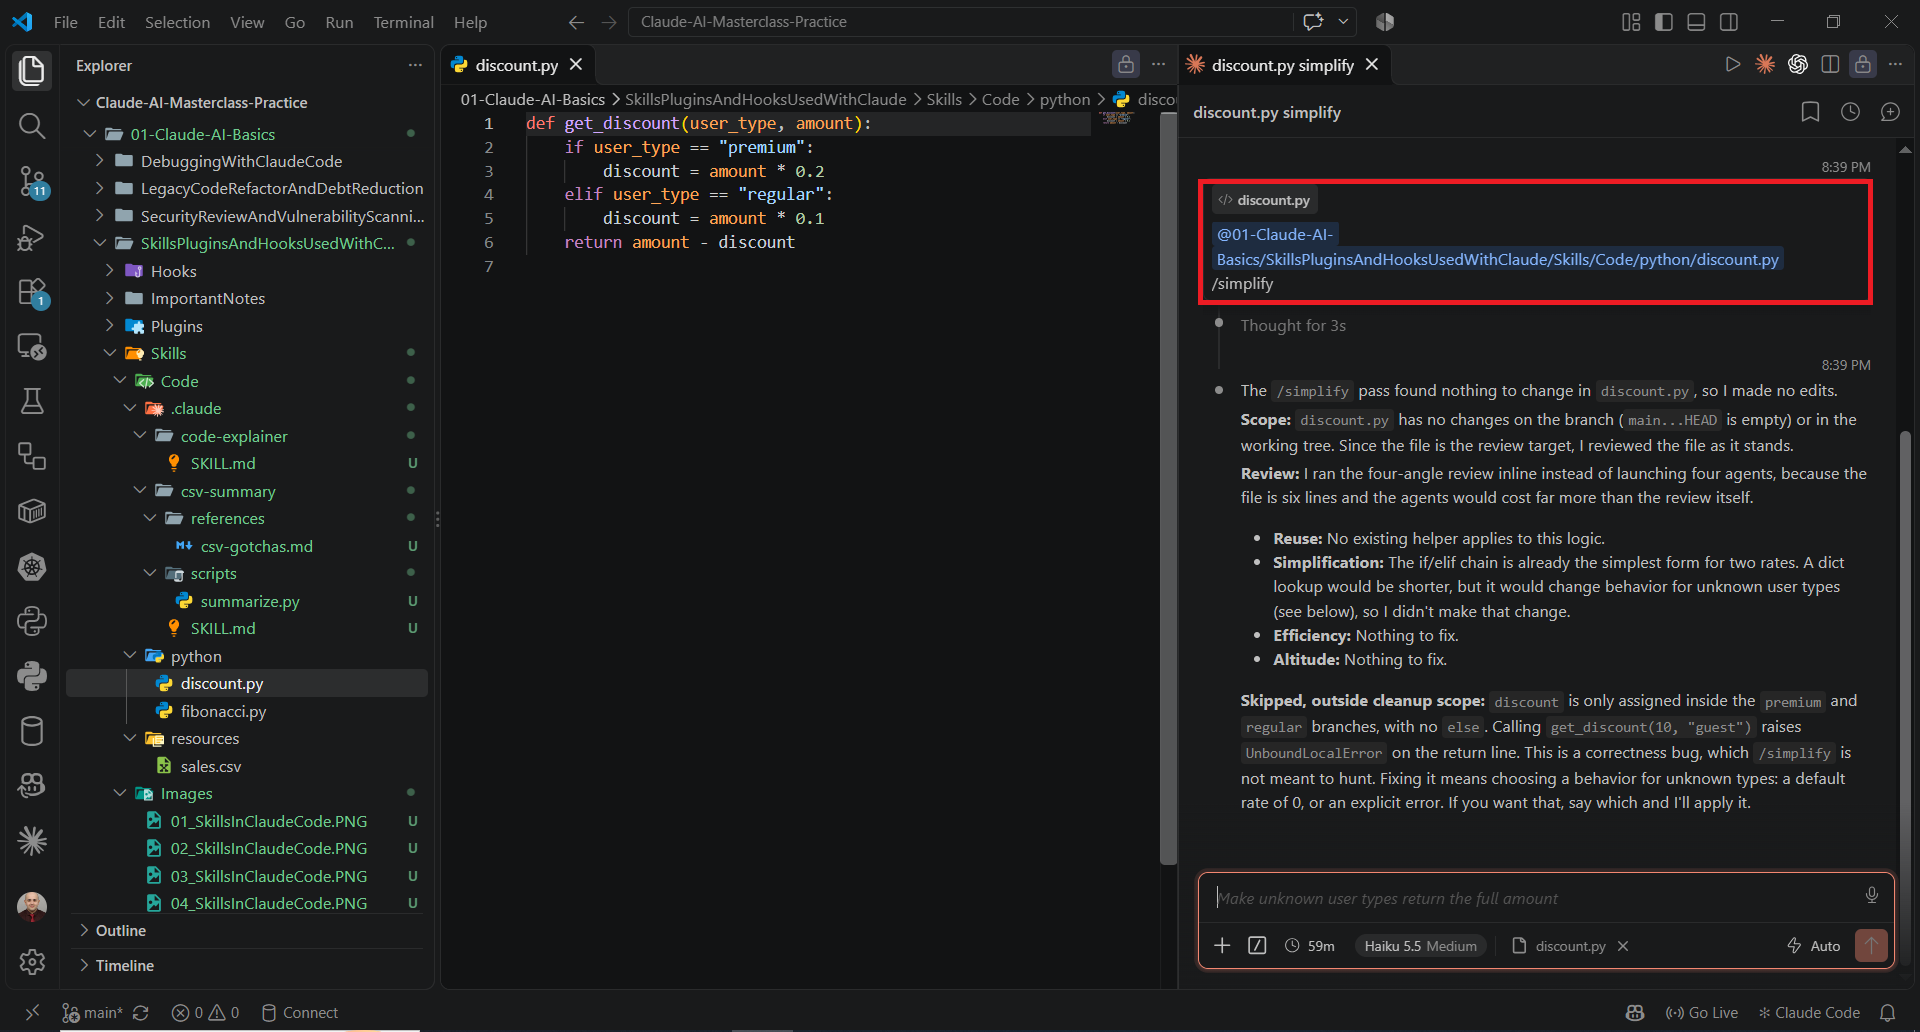 File Edit Selection View Go Run Terminal Help
Claude-AI-Masterclass-Practice
Explorer
Claude-AI-Masterclass-Practice
01-Claude-AI-Basics
DebuggingWithClaudeCode
LegacyCodeRefactorAndDebtReduction
SecurityReviewAndVulnerabilityScanni...
SkillsPluginsAndHooksUsedWithC...
Hooks
ImportantNotes
Plugins
Skills
Code
.claude
code-explainer
SKILL.md U
csv-summary
references
csv-gotchas.md U
scripts
summarize.py U
SKILL.md U
python
discount.py
fibonacci.py
resources
sales.csv
Images
01_SkillsInClaudeCode.PNG U
02_SkillsInClaudeCode.PNG U
03_SkillsInClaudeCode.PNG U
04_SkillsInClaudeCode.PNG U
Outline
Timeline
11
1
discount.py
01-Claude-AI-Basics > SkillsPluginsAndHooksUsedWithClaude > Skills > Code > python > disco
1 def get_discount(user_type, amount):
2 if user_type == "premium":
3 discount = amount * 0.2
4 elif user_type == "regular":
5 discount = amount * 0.1
6 return amount - discount
7
discount.py simplify
discount.py simplify
8:39 PM
discount.py
@01-Claude-AI-
Basics/SkillsPluginsAndHooksUsedWithClaude/Skills/Code/python/discount.py
/simplify
Thought for 3s
8:39 PM
The /simplify pass found nothing to change in discount.py, so I made no edits.
Scope: discount.py has no changes on the branch (main...HEAD is empty) or in the
working tree. Since the file is the review target, I reviewed the file as it stands.
Review: I ran the four-angle review inline instead of launching four agents, because the
file is six lines and the agents would cost far more than the review itself.
• Reuse: No existing helper applies to this logic.
• Simplification: The if/elif chain is already the simplest form for two rates. A dict
lookup would be shorter, but it would change behavior for unknown user types
(see below), so I didn't make that change.
• Efficiency: Nothing to fix.
• Altitude: Nothing to fix.
Skipped, outside cleanup scope: discount is only assigned inside the premium and
regular branches, with no else. Calling get_discount(10, "guest") raises
UnboundLocalError on the return line. This is a correctness bug, which /simplify is
not meant to hunt. Fixing it means choosing a behavior for unknown types: a default
rate of 0, or an explicit error. If you want that, say which and I'll apply it.
Make unknown user types return the full amount
59m Haiku 5.5 Medium discount.py Auto
main* 0 0 Connect Go Live Claude Code